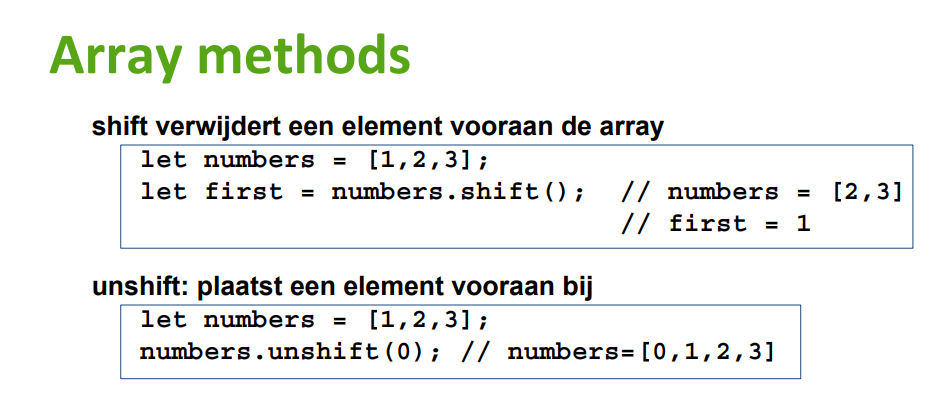 Array methods
shift verwijdert een element vooraan de array
let numbers = [1,2,3];
let first = numbers.shift();  // numbers = [2,3]
// first = 1
unshift: plaatst een element vooraan bij
let numbers = [1,2,3];
numbers.unshift(0); // numbers=[0,1,2,3]